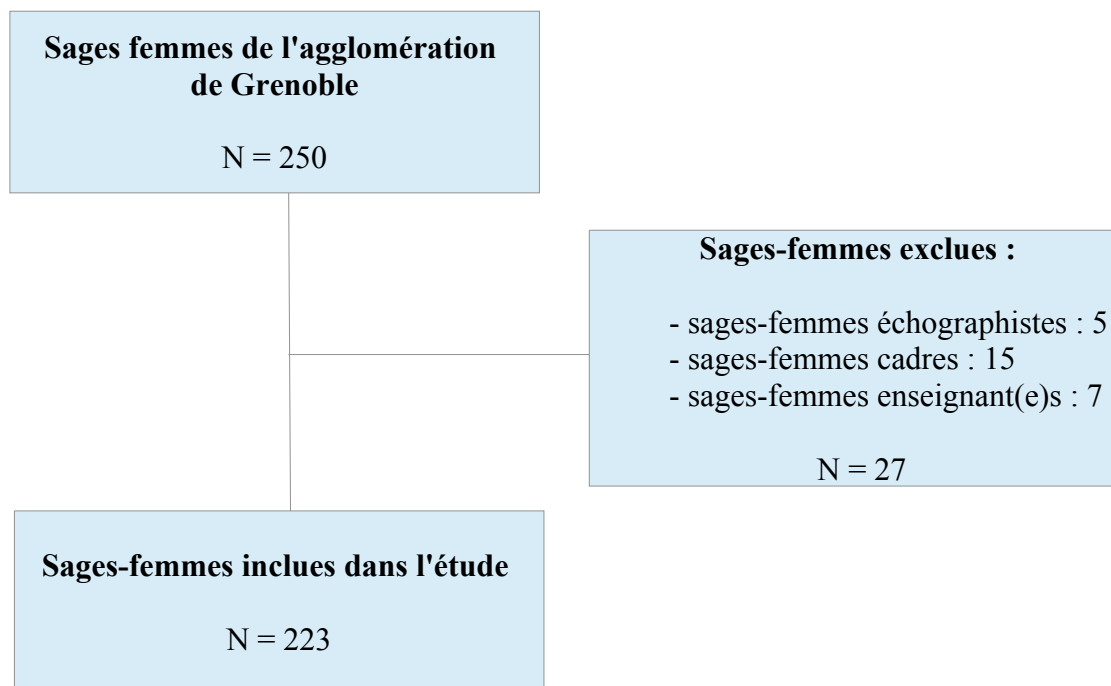 Sages femmes de l'agglomération
de Grenoble
N = 250
Sages-femmes exclues :
- sages-femmes échographistes : 5
- sages-femmes cadres : 15
- sages-femmes enseignant(e)s : 7
N = 27
Sages-femmes inclues dans l'étude
N = 223